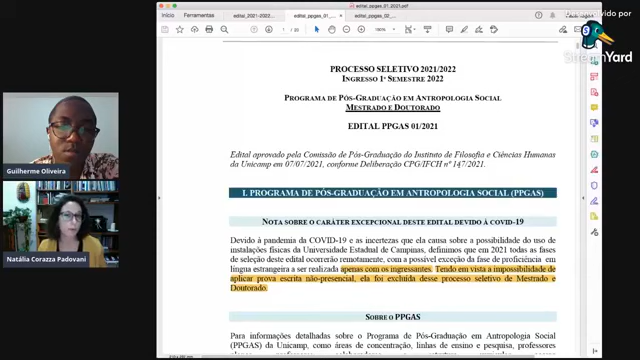 edital_ppgas_01_2021.pdf
Início
Ferramentas
edital_2021-2022...
edital_ppgas_01... ×
edital_ppgas_02_...
StreamYard
PROCESSO SELETIVO 2021/2022
INGRESSO 1º SEMESTRE 2022
PROGRAMA DE PÓS-GRADUAÇÃO EM ANTROPOLOGIA SOCIAL
MESTRADO E DOUTORADO
EDITAL PPGAS 01/2021
Edital aprovado pela Comissão de Pós-Graduação do Instituto de Filosofia e Ciências Humanas
da Unicamp em 07/07/2021, conforme Deliberação CPG/IFCH nº 147/2021.
I. PROGRAMA DE PÓS-GRADUAÇÃO EM ANTROPOLOGIA SOCIAL (PPGAS)
NOTA SOBRE O CARÁTER EXCEPCIONAL DESTE EDITAL DEVIDO À COVID-19
Devido à pandemia da COVID-19 e as incertezas que ela causa sobre a possibilidade do uso de
instalações físicas da Universidade Estadual de Campinas, definimos que em 2021 todas as fases
de seleção deste edital ocorrerão remotamente, com a possível exceção da fase de proficiência em
língua estrangeira a ser realizada apenas com os ingressantes. Tendo em vista a impossibilidade de
aplicar prova escrita não-presencial, ela foi excluída desse processo seletivo de Mestrado e
Doutorado.
SOBRE O PPGAS
Para informações detalhadas sobre o Programa de Pós-Graduação em Antropologia Social
(PPGAS) da Unicamp, como áreas de concentração, linhas de ensino e pesquisa, professores
Guilherme Oliveira
Natália Corazza Padovani